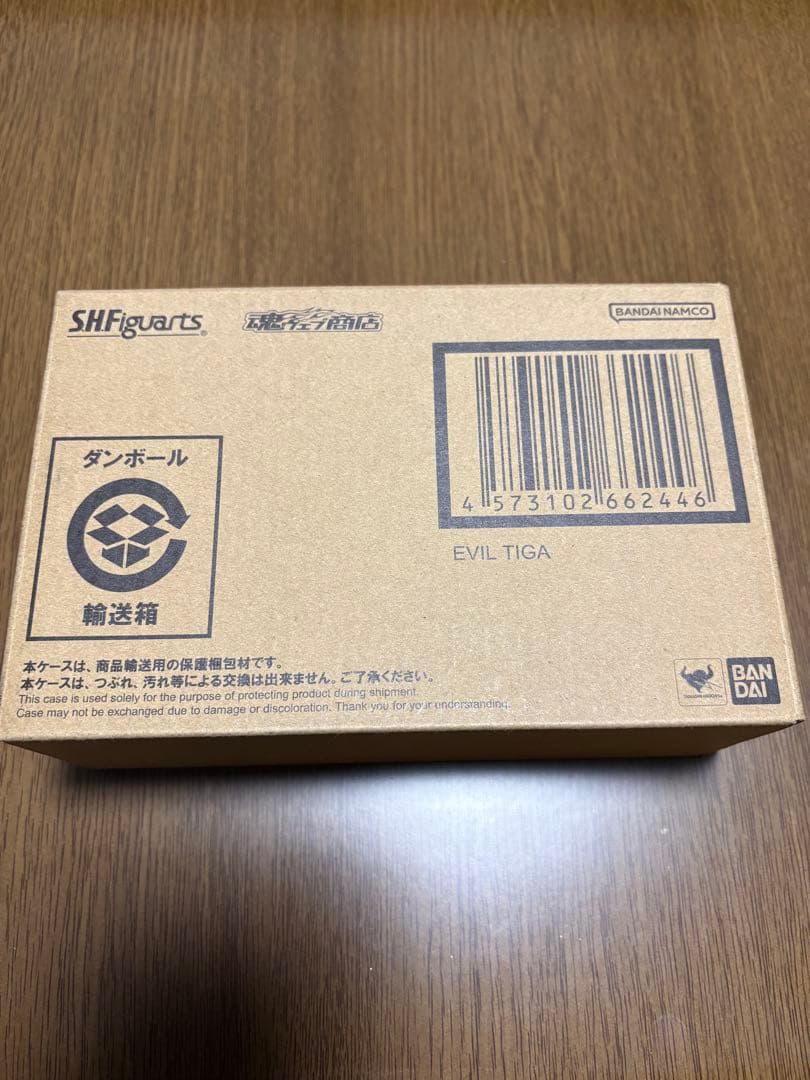 S.H.Figuarts®
魂ウェブ商店
BANDAI NAMCO
4 573102 662446
EVIL TIGA
ダンボール
輸送箱
本ケースは、商品輸送用の保護梱包材です。
本ケースは、つぶれ、汚れ等による交換は出来ません。ご了承ください。
This case is used solely for the purpose of protecting product during shipment.
Case may not be exchanged due to damage or discoloration. Thank you for your understanding.
BAN
DAI